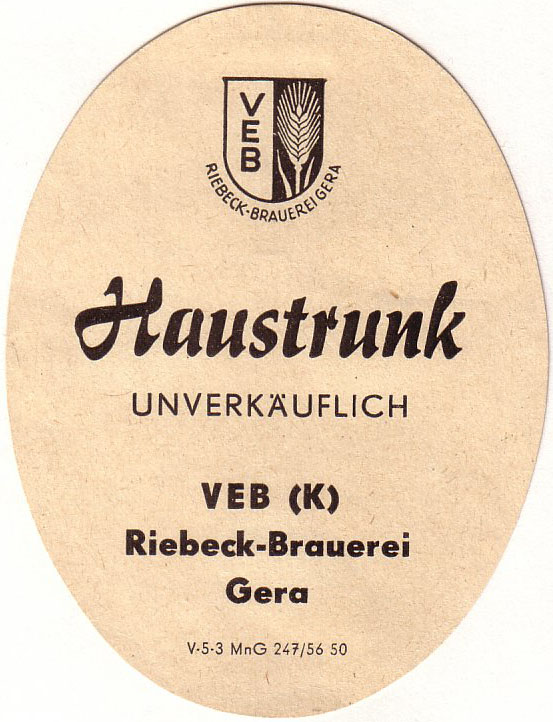 VEB
RIEBECK-BRAUEREI GERA
Haustrunk
UNVERKÄUFLICH
VEB (K)
Riebeck-Brauerei
Gera
V-5-3 MnG 247/56 50